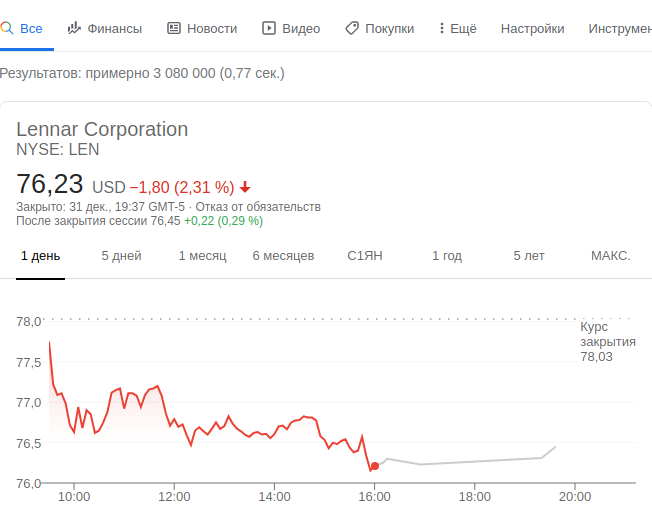 Все Финансы Новости Видео Покупки Ещё Настройки Инструмен
Результатов: примерно 3 080 000 (0,77 сек.)
Lennar Corporation
NYSE: LEN
76,23 USD −1,80 (2,31 %)
Закрыто: 31 дек., 19:37 GMT-5 · Отказ от обязательств
После закрытия сессии 76,45 +0,22 (0,29 %)
1 день 5 дней 1 месяц 6 месяцев С1ЯН 1 год 5 лет МАКС.
78,0
Курс
закрытия
78,03
77,5
77,0
76,5
76,0
10:00 12:00 14:00 16:00 18:00 20:00